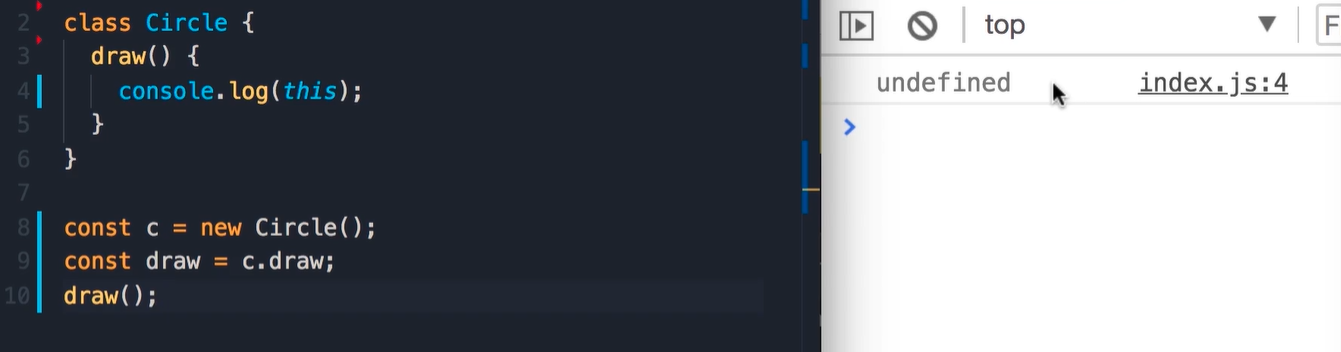 2 class Circle {
3 draw() {
4 console.log(this);
5 }
6 }
7
8 const c = new Circle();
9 const draw = c.draw;
10 draw();
top
F
undefined index.js:4
>